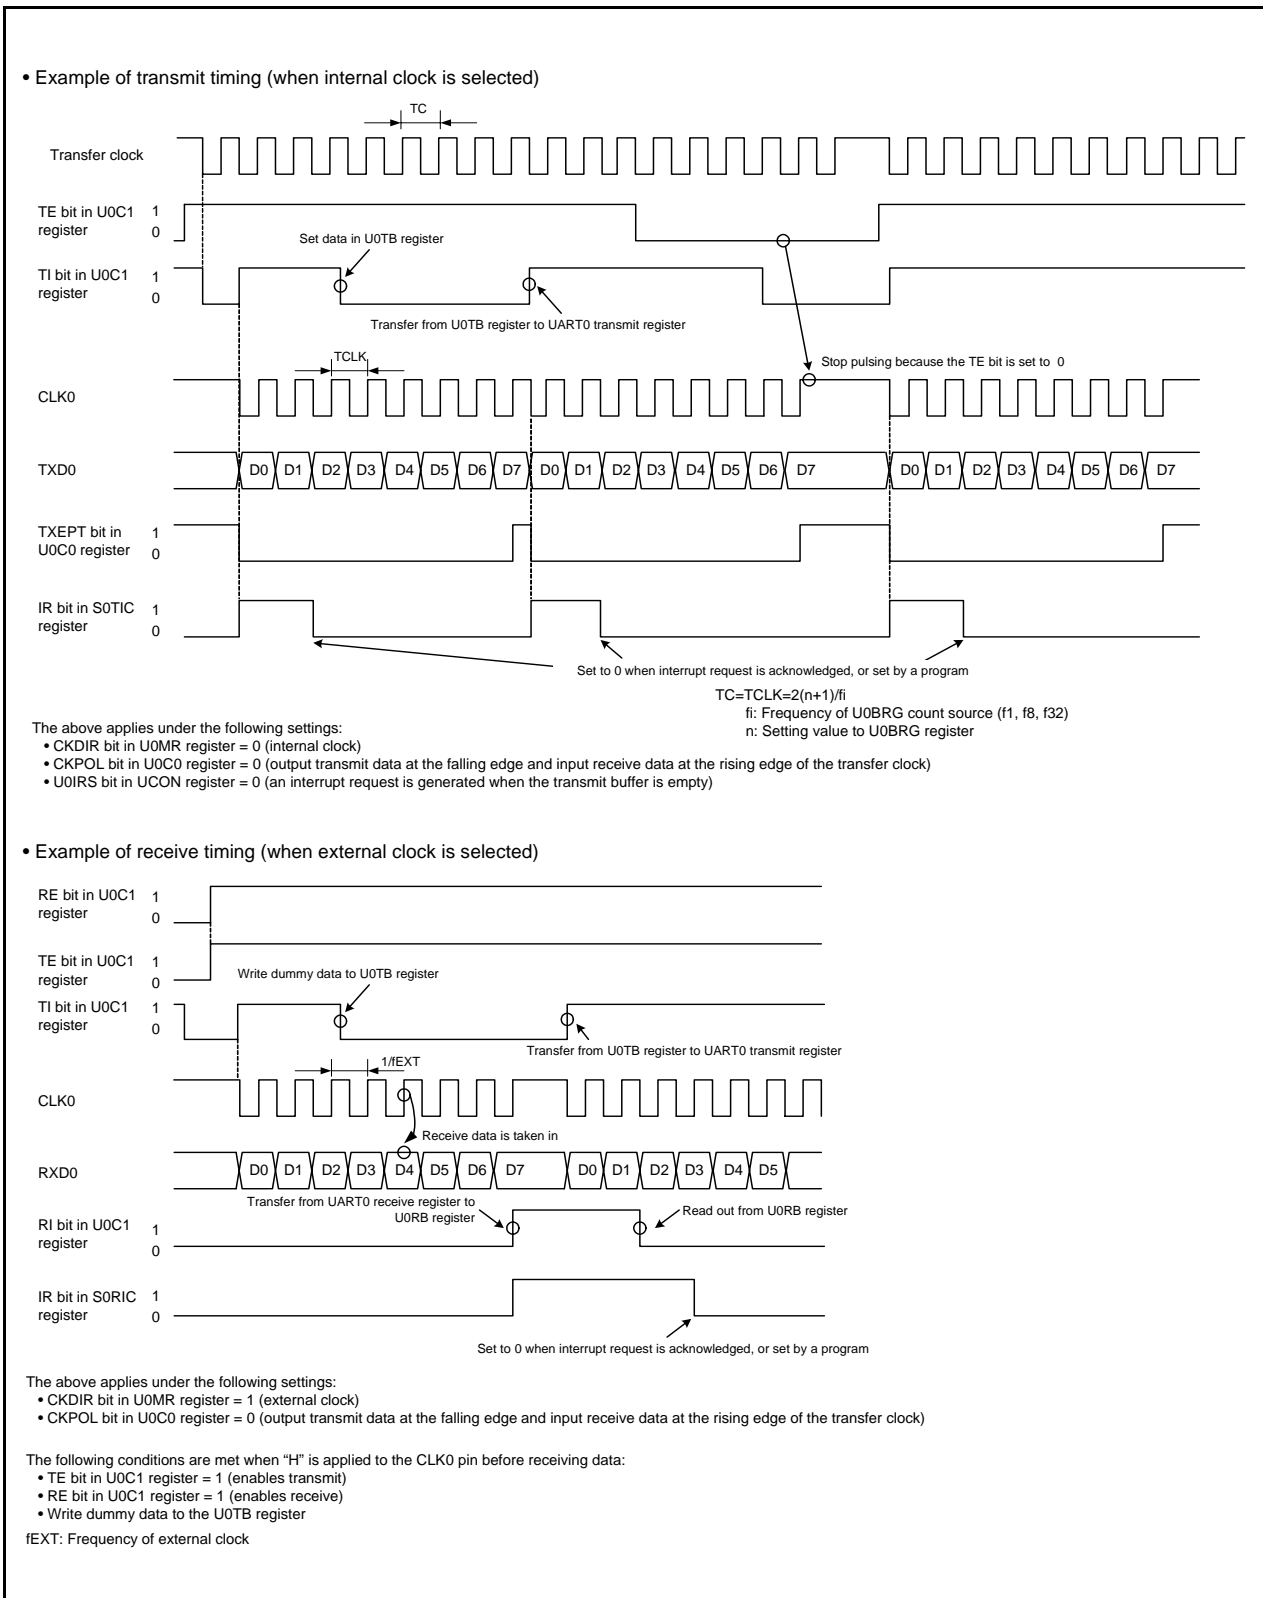 • Example of transmit timing (when internal clock is selected)
TC
Transfer clock
TE bit in U0C1
register
1
0
Set data in U0TB register
TI bit in U0C1
register
1
0
Transfer from U0TB register to UART0 transmit register
TCLK
Stop pulsing because the TE bit is set to 0
CLK0
TXD0
D0 D1 D2 D3 D4 D5 D6 D7 D0 D1 D2 D3 D4 D5 D6 D7 D0 D1 D2 D3 D4 D5 D6 D7
TXEPT bit in
U0C0 register
1
0
IR bit in S0TIC
register
1
0
Set to 0 when interrupt request is acknowledged, or set by a program
TC=TCLK=2(n+1)/fi
fi: Frequency of U0BRG count source (f1, f8, f32)
n: Setting value to U0BRG register
The above applies under the following settings:
• CKDIR bit in U0MR register = 0 (internal clock)
• CKPOL bit in U0C0 register = 0 (output transmit data at the falling edge and input receive data at the rising edge of the transfer clock)
• U0IRS bit in UCON register = 0 (an interrupt request is generated when the transmit buffer is empty)
• Example of receive timing (when external clock is selected)
RE bit in U0C1
register
1
0
TE bit in U0C1
register
1
0
Write dummy data to U0TB register
TI bit in U0C1
register
1
0
Transfer from U0TB register to UART0 transmit register
1/fEXT
CLK0
Receive data is taken in
RXD0
D0 D1 D2 D3 D4 D5 D6 D7 D0 D1 D2 D3 D4 D5
Transfer from UART0 receive register to
U0RB register
Read out from U0RB register
RI bit in U0C1
register
1
0
IR bit in S0RIC
register
1
0
Set to 0 when interrupt request is acknowledged, or set by a program
The above applies under the following settings:
• CKDIR bit in U0MR register = 1 (external clock)
• CKPOL bit in U0C0 register = 0 (output transmit data at the falling edge and input receive data at the rising edge of the transfer clock)
The following conditions are met when “H” is applied to the CLK0 pin before receiving data:
• TE bit in U0C1 register = 1 (enables transmit)
• RE bit in U0C1 register = 1 (enables receive)
• Write dummy data to the U0TB register
fEXT: Frequency of external clock